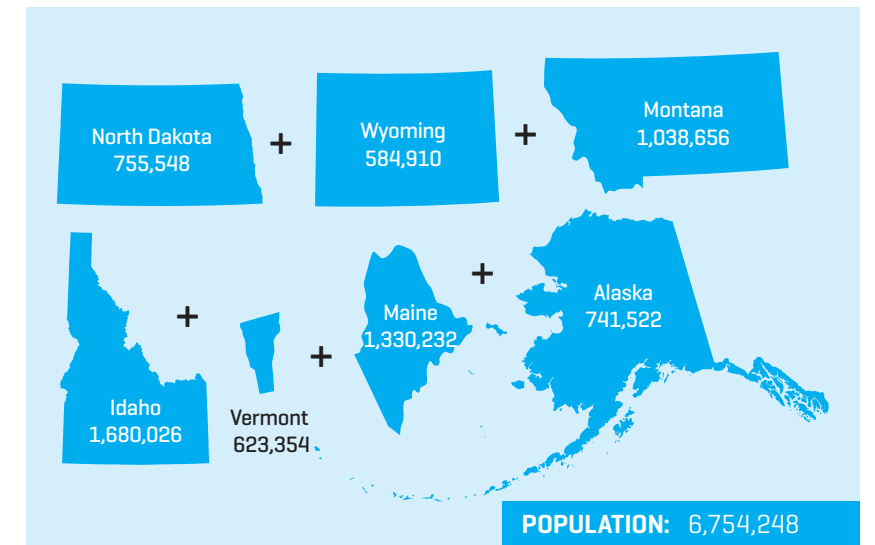 North Dakota
755,548
+
Wyoming
584,910
+
Montana
1,038,656
Idaho
1,680,026
+
Vermont
623,354
+
Maine
1,330,232
+
Alaska
741,522
POPULATION: 6,754,248